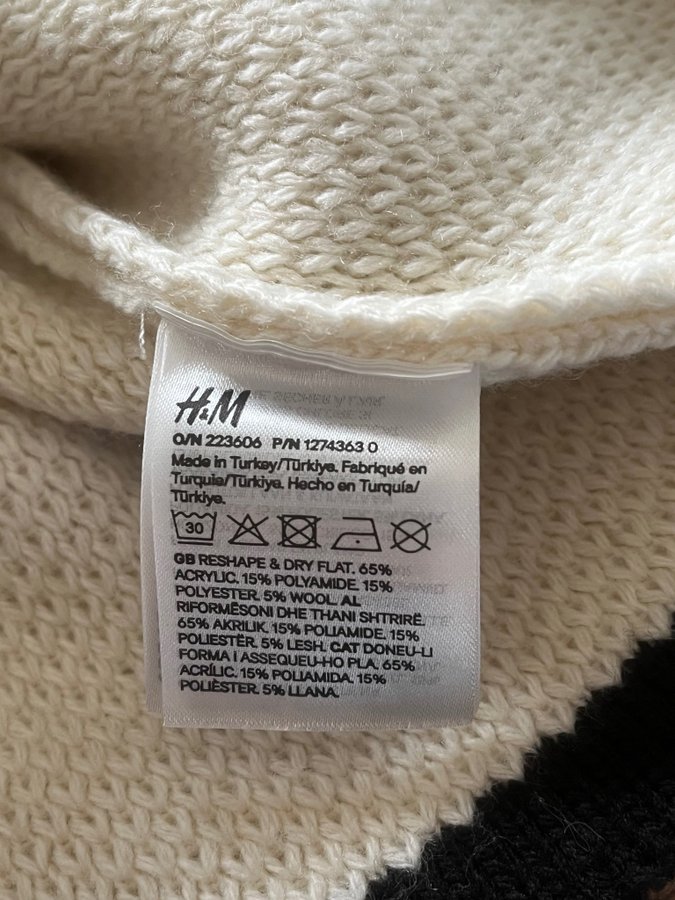 H&M
O/N 223606 P/N 1274363 0
Made in Turkey/Türkiye. Fabriqué en
Turquie/Türkiye. Hecho en Turquía/
Türkiye.
30
GB RESHAPE & DRY FLAT. 65%
ACRYLIC. 15% POLYAMIDE. 15%
POLYESTER. 5% WOOL. AL
RIFORMËSONI DHE THANI SHTRIRË.
65% AKRILIK. 15% POLIAMIDE. 15%
POLIESTËR. 5% LESH. CAT DONEU-LI
FORMA I ASSEQUEU-HO PLA. 65%
ACRÍLIC. 15% POLIAMIDA. 15%
POLIÈSTER. 5% LLANA.